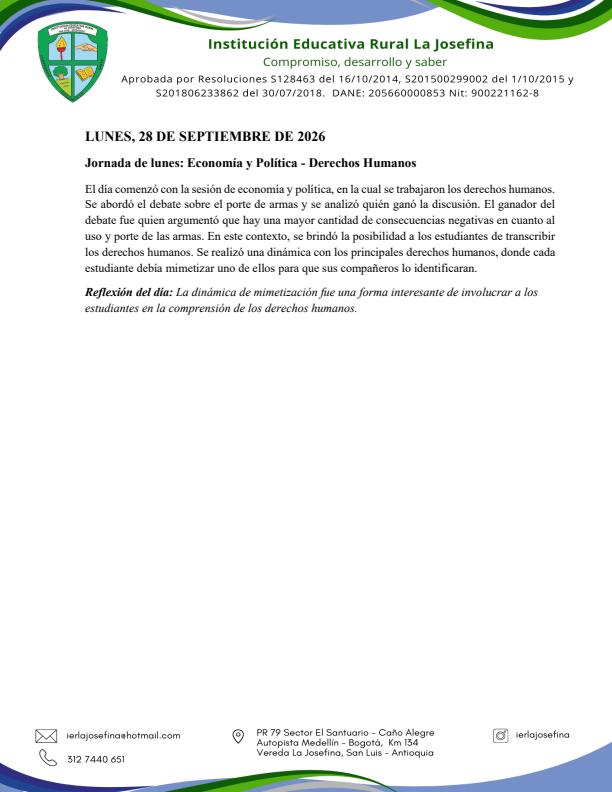 Institución Educativa Rural La Josefina
Compromiso, desarrollo y saber
Aprobada por Resoluciones S128463 del 16/10/2014, S201500299002 del 1/10/2015 y
S201806233862 del 30/07/2018. DANE: 205660000853 Nit: 900221162-8
LUNES, 28 DE SEPTIEMBRE DE 2026
Jornada de lunes: Economía y Política - Derechos Humanos
El día comenzó con la sesión de economía y política, en la cual se trabajaron los derechos humanos.
Se abordó el debate sobre el porte de armas y se analizó quién ganó la discusión. El ganador del
debate fue quien argumentó que hay una mayor cantidad de consecuencias negativas en cuanto al
uso y porte de las armas. En este contexto, se brindó la posibilidad a los estudiantes de transcribir
los derechos humanos. Se realizó una dinámica con los principales derechos humanos, donde cada
estudiante debía mimetizar uno de ellos para que sus compañeros lo identificaran.
Reflexión del día: La dinámica de mimetización fue una forma interesante de involucrar a los
estudiantes en la comprensión de los derechos humanos.
ierlajosefina@hotmail.com
312 7440 651
PR 79 Sector El Santuario - Caño Alegre
Autopista Medellín - Bogotá, Km 134
Vereda La Josefina, San Luis - Antioquia
ierlajosefina